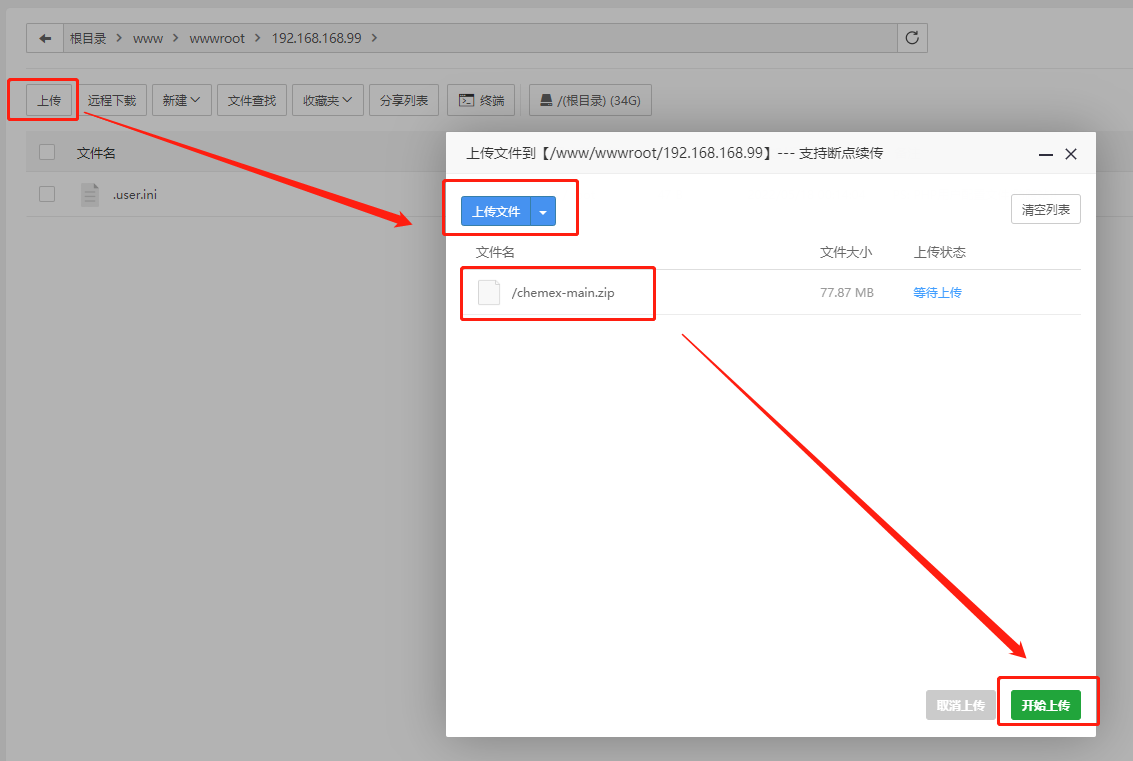 根目录 > www > wwwroot > 192.168.168.99 >
上传 远程下载 新建 文件查找 收藏夹 分享列表 终端 /(根目录) (34G)
文件名
.user.ini
上传文件到【/www/wwwroot/192.168.168.99】--- 支持断点续传
上传文件 清空列表
文件名 文件大小 上传状态
/chemex-main.zip 77.87 MB 等待上传
取消上传 开始上传